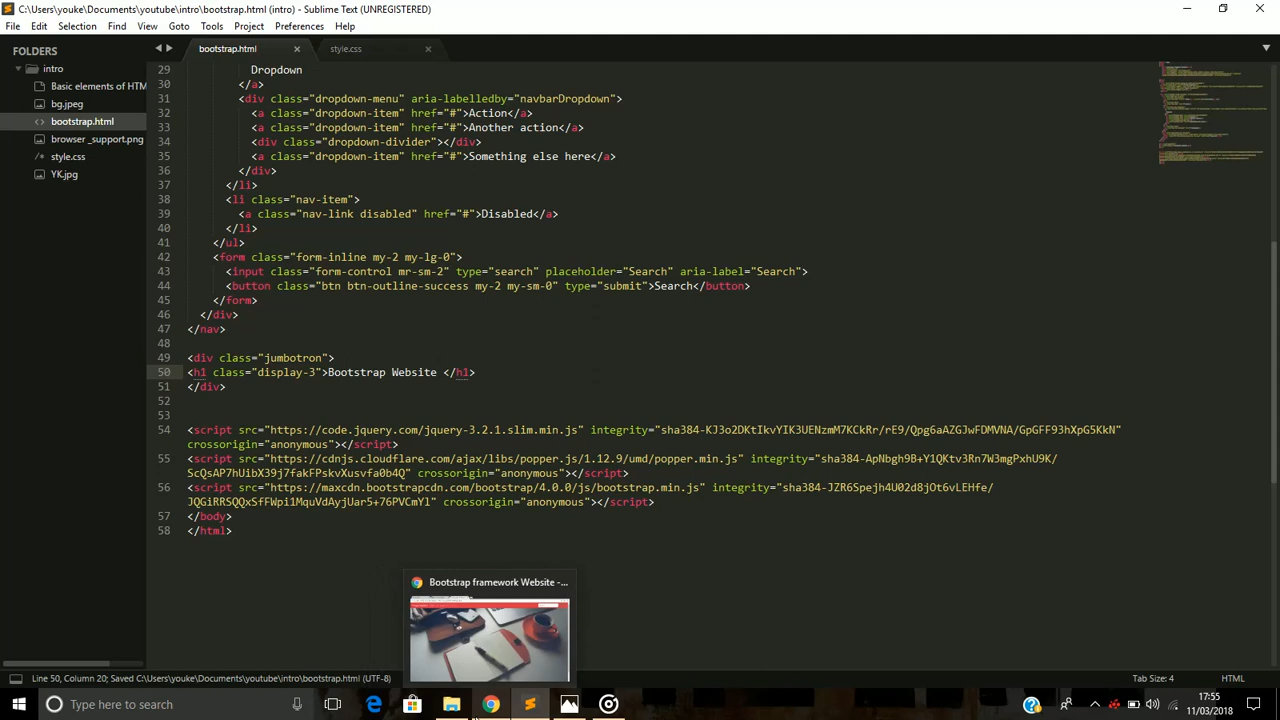 C:\Users\youke\Documents\youtube\intro\bootstrap.html (intro) - Sublime Text (UNREGISTERED)
File Edit Selection Find View Goto Tools Project Preferences Help
FOLDERS
intro
Basic elements of HTM
bg.jpeg
bootstrap.html
browser _support.png
style.css
YK.jpg
bootstrap.html
style.css
29 Dropdown
30 </a>
31 <div class="dropdown-menu" aria-labelledby="navbarDropdown">
32 <a class="dropdown-item" href="#">Action</a>
33 <a class="dropdown-item" href="#">Another action</a>
34 <div class="dropdown-divider"></div>
35 <a class="dropdown-item" href="#">Something else here</a>
36 </div>
37 </li>
38 <li class="nav-item">
39 <a class="nav-link disabled" href="#">Disabled</a>
40 </li>
41 </ul>
42 <form class="form-inline my-2 my-lg-0">
43 <input class="form-control mr-sm-2" type="search" placeholder="Search" aria-label="Search">
44 <button class="btn btn-outline-success my-2 my-sm-0" type="submit">Search</button>
45 </form>
46 </div>
47 </nav>
48
49 <div class="jumbotron">
50 <h1 class="display-3">Bootstrap Website </h1>
51 </div>
52
53
54 <script src="https://code.jquery.com/jquery-3.2.1.slim.min.js" integrity="sha384-KJ3o2DKtIkvYIK3UENzmM7KCkRr/rE9/Qpg6aAZGJwFDMVNA/GpGFF93hXpG5KkN"
crossorigin="anonymous"></script>
55 <script src="https://cdnjs.cloudflare.com/ajax/libs/popper.js/1.12.9/umd/popper.min.js" integrity="sha384-ApNbgh9B+Y1QKtv3Rn7W3mgPxhU9K/
ScQsAP7hUibX39j7fakFPskvXusvfa0b4Q" crossorigin="anonymous"></script>
56 <script src="https://maxcdn.bootstrapcdn.com/bootstrap/4.0.0/js/bootstrap.min.js" integrity="sha384-JZR6Spejh4U02d8jOt6vLEHfe/
JQGiRRSQQxSfFWpi1MquVdAyjUar5+76PVCmYl" crossorigin="anonymous"></script>
57 </body>
58 </html>
Bootstrap framework Website -...
Line 50, Column 20; Saved C:\Users\youke\Documents\youtube\intro\bootstrap.html (UTF-8)
Tab Size: 4
HTML
Type here to search
17:55
11/03/2018